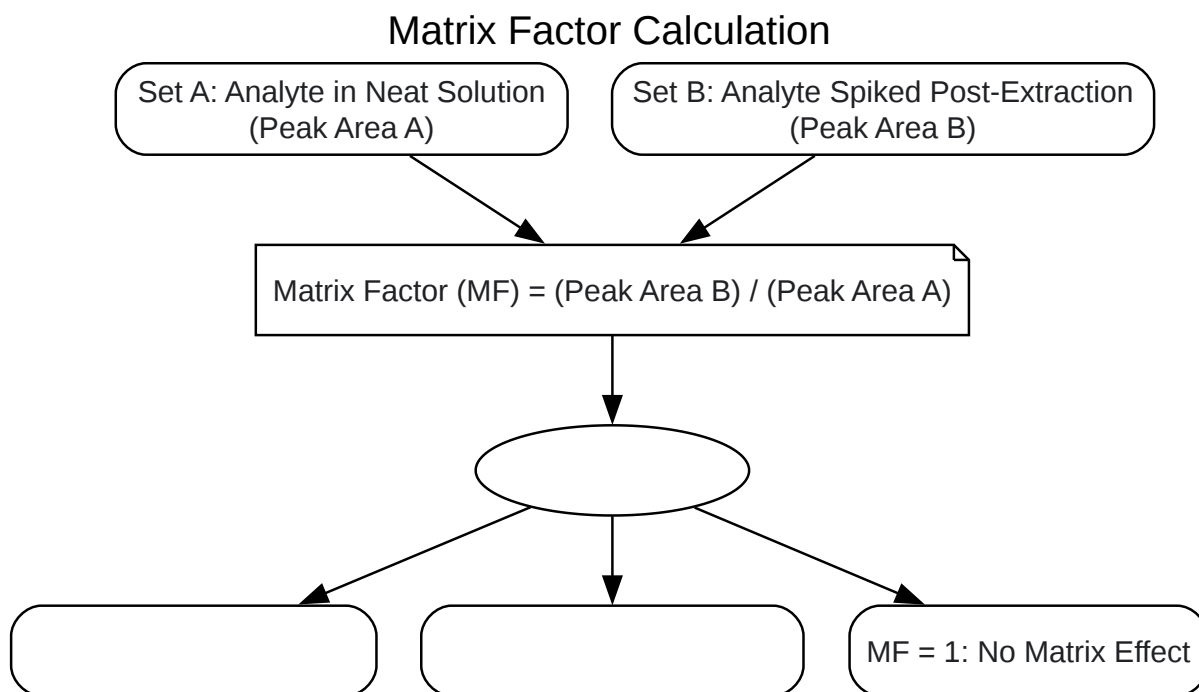 Matrix Factor Calculation
Set A: Analyte in Neat Solution
(Peak Area A)
Set B: Analyte Spiked Post-Extraction
(Peak Area B)
Matrix Factor (MF) = (Peak Area B) / (Peak Area A)
MF = 1: No Matrix Effect